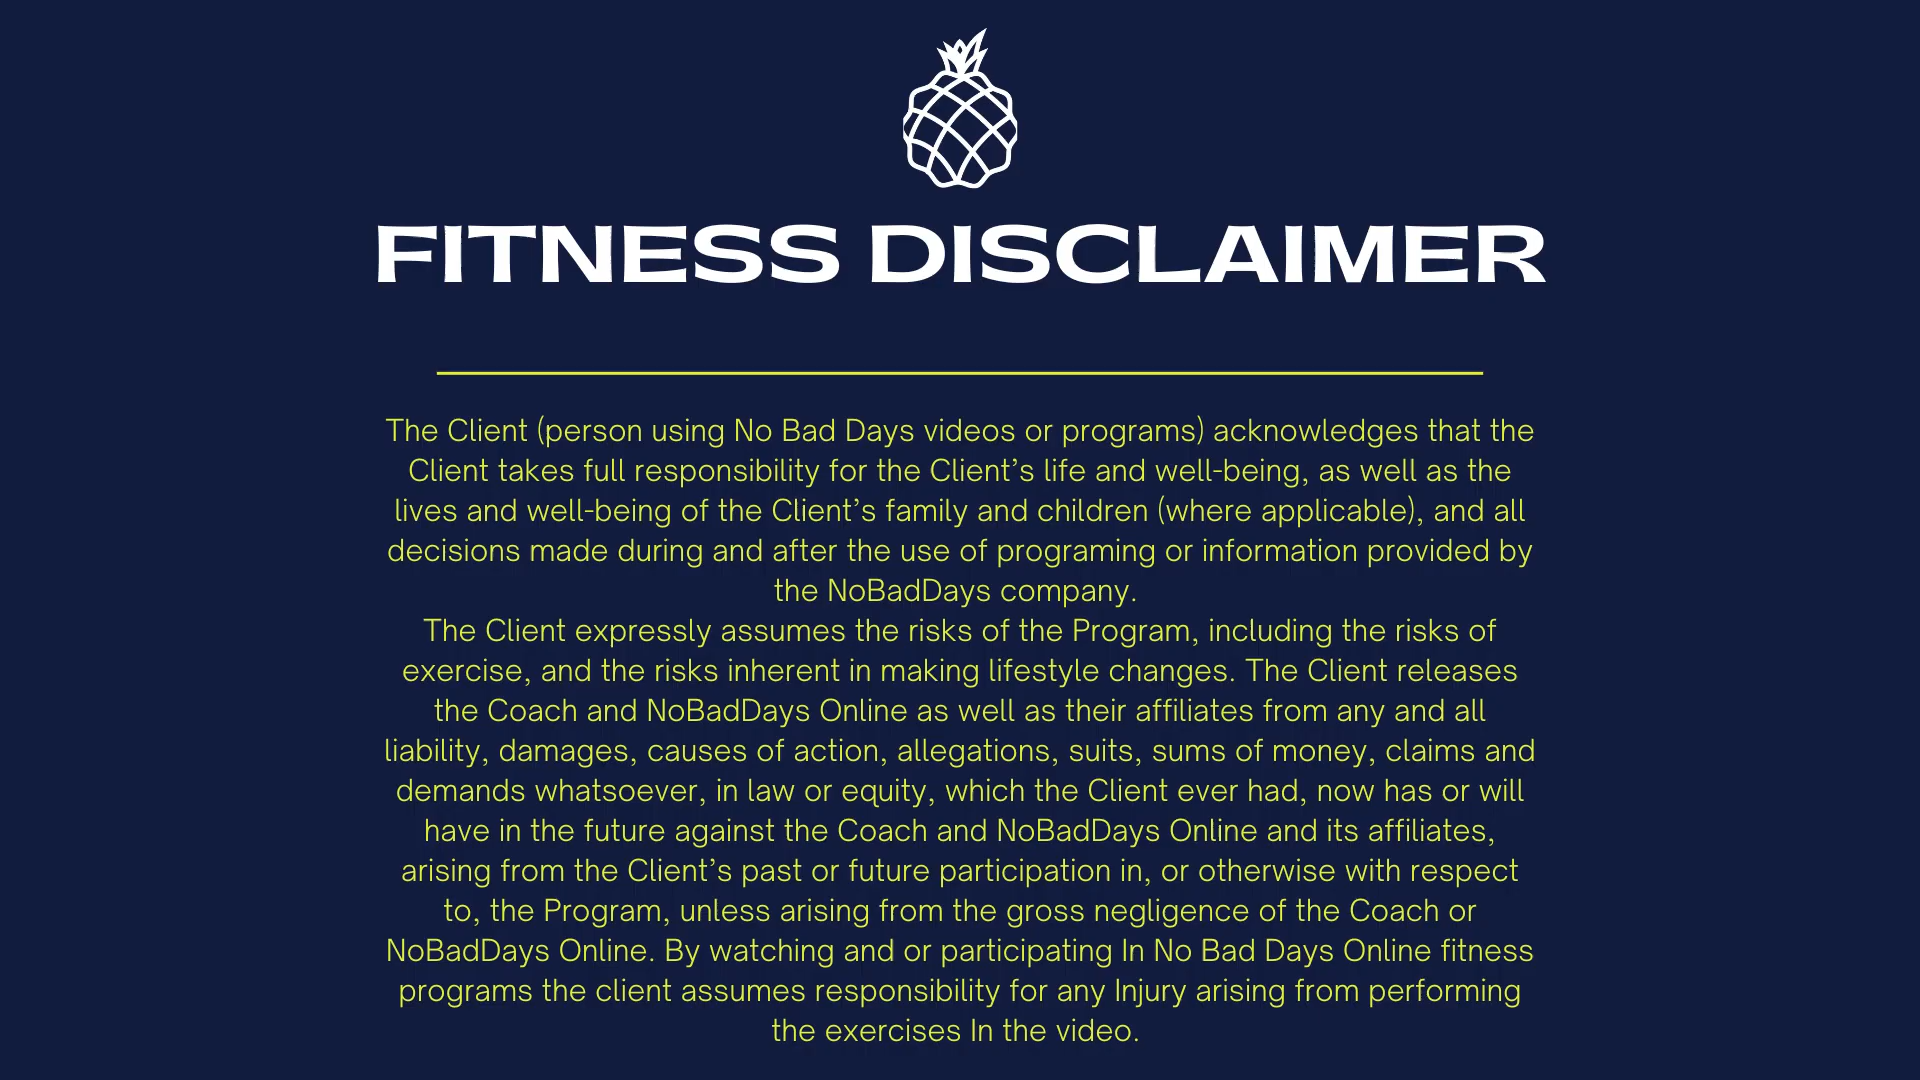 FITNESS DISCLAIMER
The Client (person using No Bad Days videos or programs) acknowledges that the
Client takes full responsibility for the Client’s life and well-being, as well as the
lives and well-being of the Client’s family and children (where applicable), and all
decisions made during and after the use of programing or information provided by
the NoBadDays company.
The Client expressly assumes the risks of the Program, including the risks of
exercise, and the risks inherent in making lifestyle changes. The Client releases
the Coach and NoBadDays Online as well as their affiliates from any and all
liability, damages, causes of action, allegations, suits, sums of money, claims and
demands whatsoever, in law or equity, which the Client ever had, now has or will
have in the future against the Coach and NoBadDays Online and its affiliates,
arising from the Client’s past or future participation in, or otherwise with respect
to, the Program, unless arising from the gross negligence of the Coach or
NoBadDays Online. By watching and or participating In No Bad Days Online fitness
programs the client assumes responsibility for any Injury arising from performing
the exercises In the video.